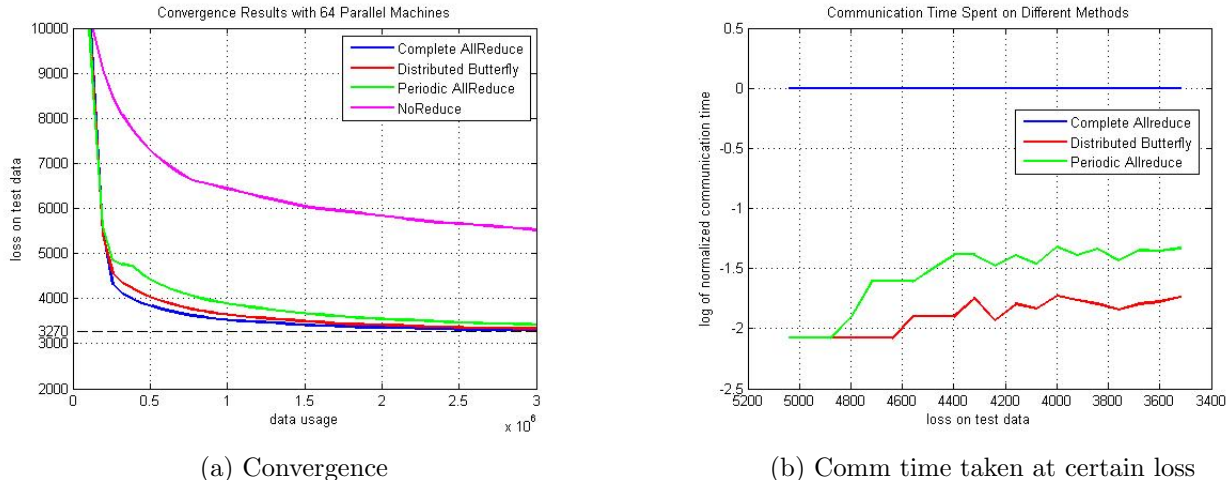 Convergence Results with 64 Parallel Machines
10000
9000
8000
7000
6000
5000
4000
3270
3000
2000
loss on test data
Complete AllReduce
Distributed Butterfly
Periodic AllReduce
NoReduce
0
0.5
1
1.5
2
2.5
3
data usage
x 10^6
(a) Convergence
Communication Time Spent on Different Methods
0.5
0
-0.5
-1
-1.5
-2
-2.5
log of normalized communication time
Complete Allreduce
Distributed Butterfly
Periodic Allreduce
5200
5000
4800
4600
4400
4200
4000
3800
3600
3400
loss on test data
(b) Comm time taken at certain loss